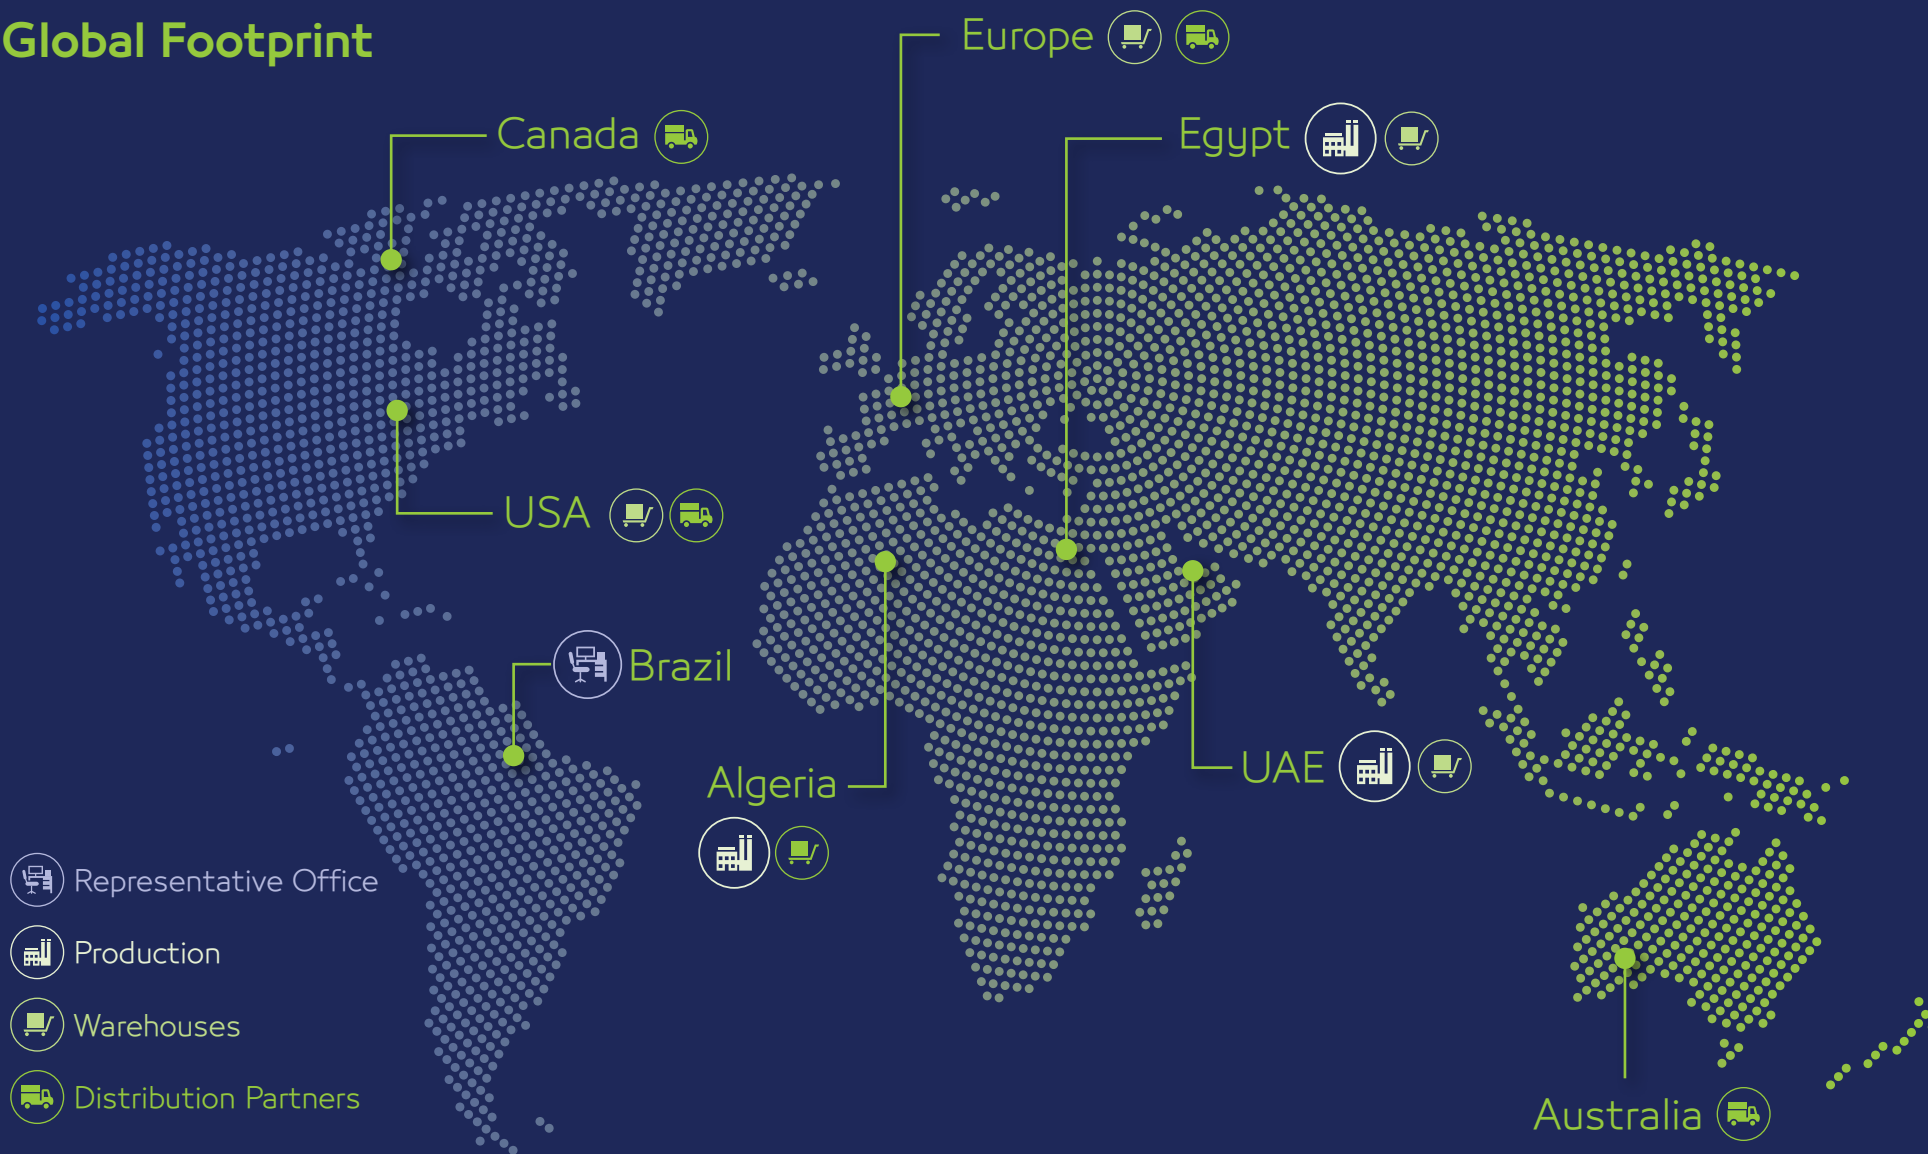 Global Footprint
Europe
Canada
Egypt
USA
Brazil
Algeria
UAE
Representative Office
Production
Warehouses
Distribution Partners
Australia